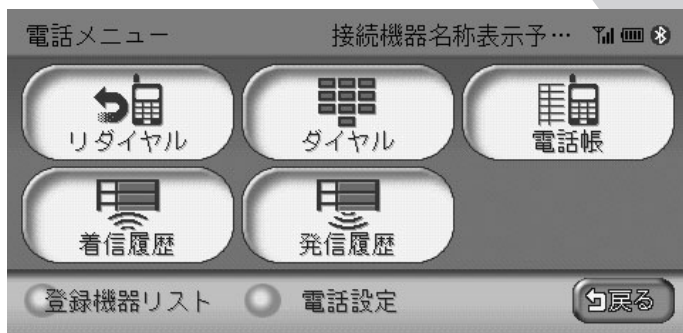 電話メニュー 接続機器名称表示予…
リダイヤル ダイヤル 電話帳
着信履歴 発信履歴
登録機器リスト 電話設定 戻る